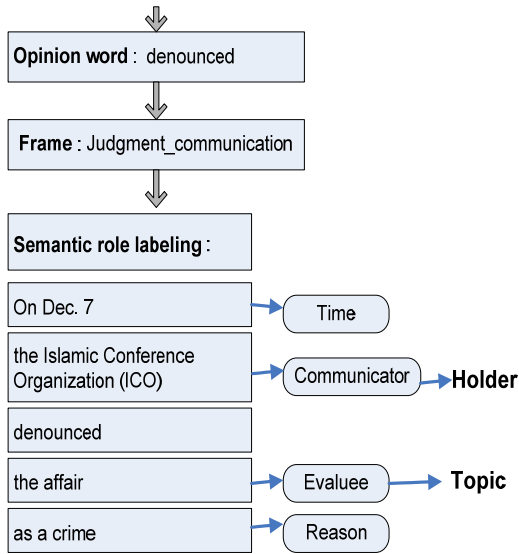 Opinion word : denounced
Frame : Judgment_communication
Semantic role labeling :
On Dec. 7
Time
the Islamic Conference
Organization (ICO)
Communicator
Holder
denounced
the affair
Evaluee
Topic
as a crime
Reason